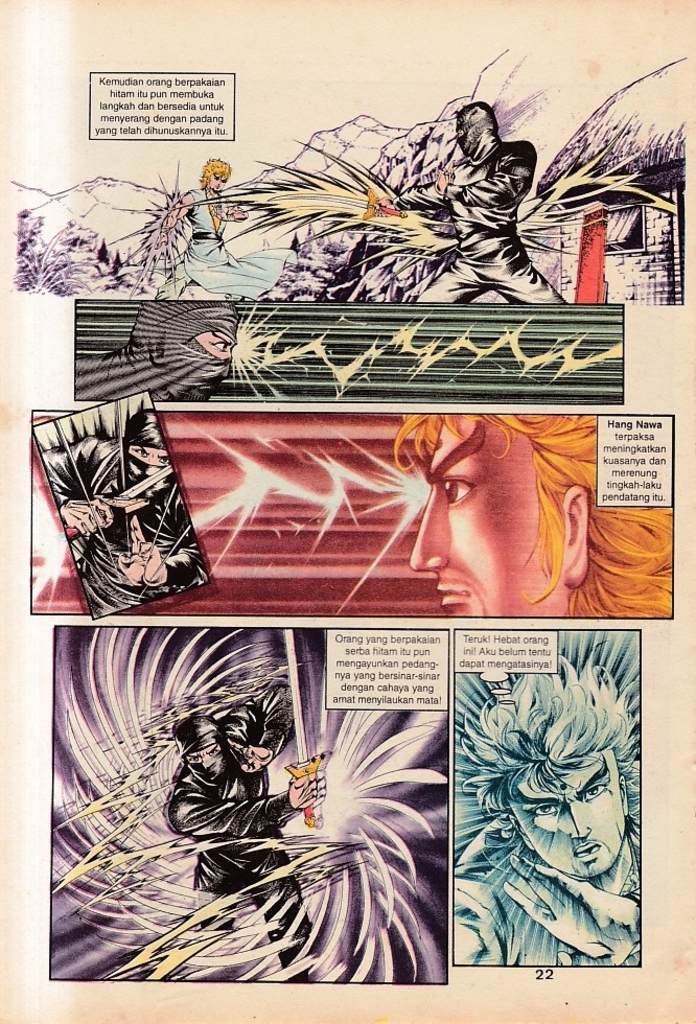 Kemudian orang berpakaian
hitam itu pun membuka
langkah dan bersedia untuk
menyerang dengan padang
yang telah dihunuskannya itu.
Hang Nawa
terpaksa
meningkatkan
kuasanya dan
merenung
tingkah-laku
pendatang itu.
Orang yang berpakaian
serba hitam itu pun
mengayunkan pedang-
nya yang bersinar-sinar
dengan cahaya yang
amat menyilaukan mata!
Teruk! Hebat orang
ini! Aku belum tentu
dapat mengatasinya!
22